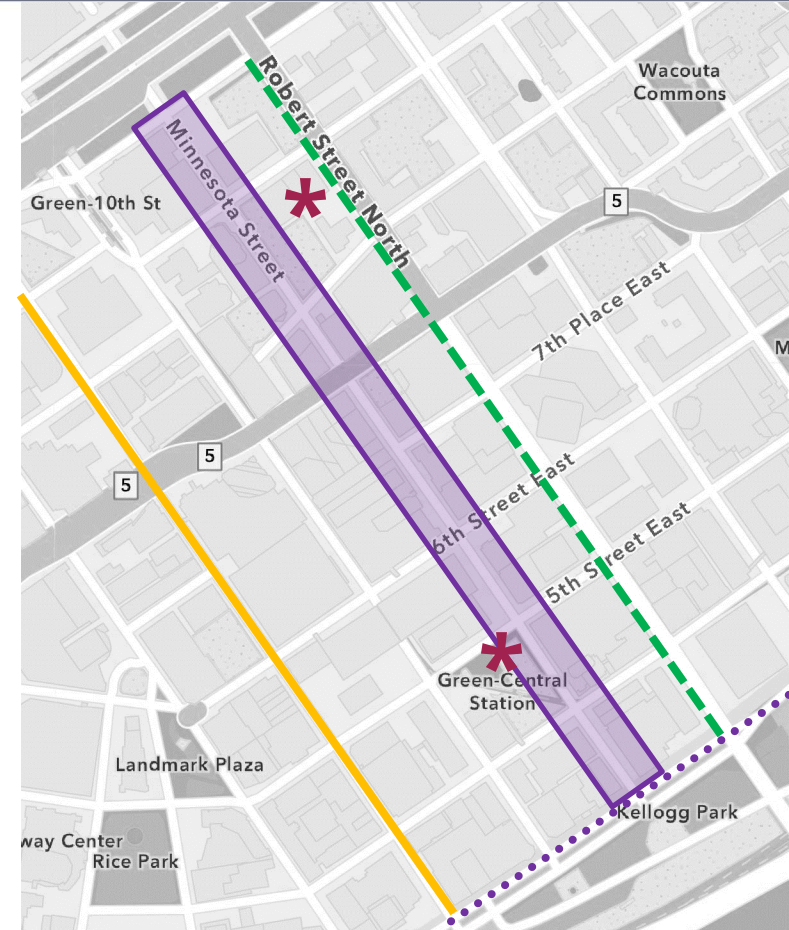 Robert Street North
Wacouta
Commons
Minnesota Street
Green-10th St
5
7th Place East
M
5
5
6th Street East
5th Street East
Green-Central
Station
Landmark Plaza
Kellogg Park
way Center
Rice Park